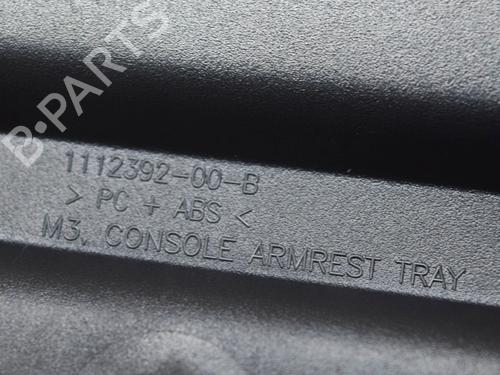 B-PARTS
1112392-00-B
> PC + ABS <
M3, CONSOLE ARMREST TRAY